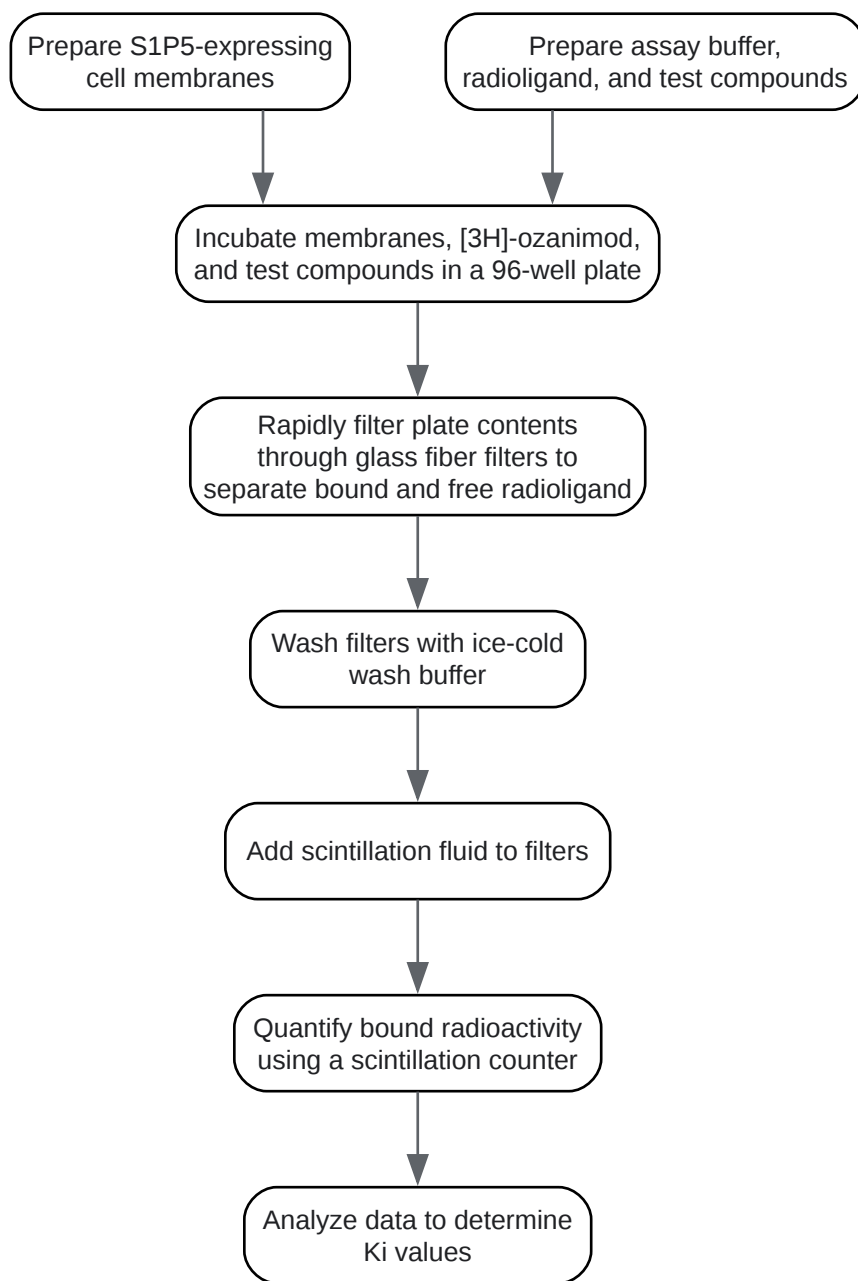 Prepare S1P5-expressing
cell membranes
Prepare assay buffer,
radioligand, and test compounds
Incubate membranes, [3H]-ozanimod,
and test compounds in a 96-well plate
Rapidly filter plate contents
through glass fiber filters to
separate bound and free radioligand
Wash filters with ice-cold
wash buffer
Add scintillation fluid to filters
Quantify bound radioactivity
using a scintillation counter
Analyze data to determine
Ki values